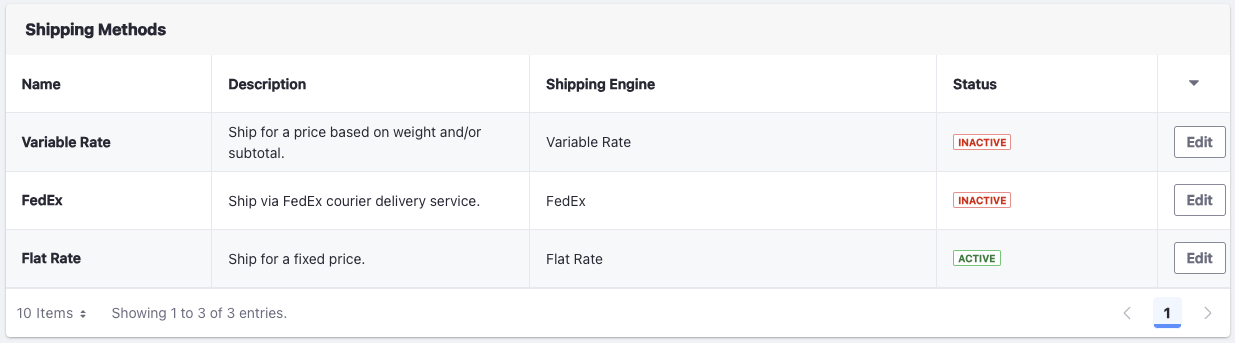 Shipping Methods
Name Description Shipping Engine Status
Variable Rate Ship for a price based on weight and/or subtotal. Variable Rate INACTIVE Edit
FedEx Ship via FedEx courier delivery service. FedEx INACTIVE Edit
Flat Rate Ship for a fixed price. Flat Rate ACTIVE Edit
10 Items Showing 1 to 3 of 3 entries. 1